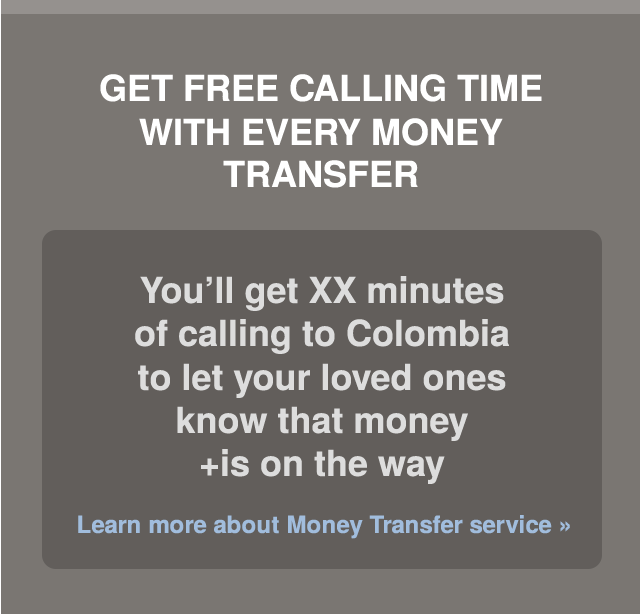 GET FREE CALLING TIME
WITH EVERY MONEY
TRANSFER
You’ll get XX minutes
of calling to Colombia
to let your loved ones
know that money
+is on the way
Learn more about Money Transfer service »